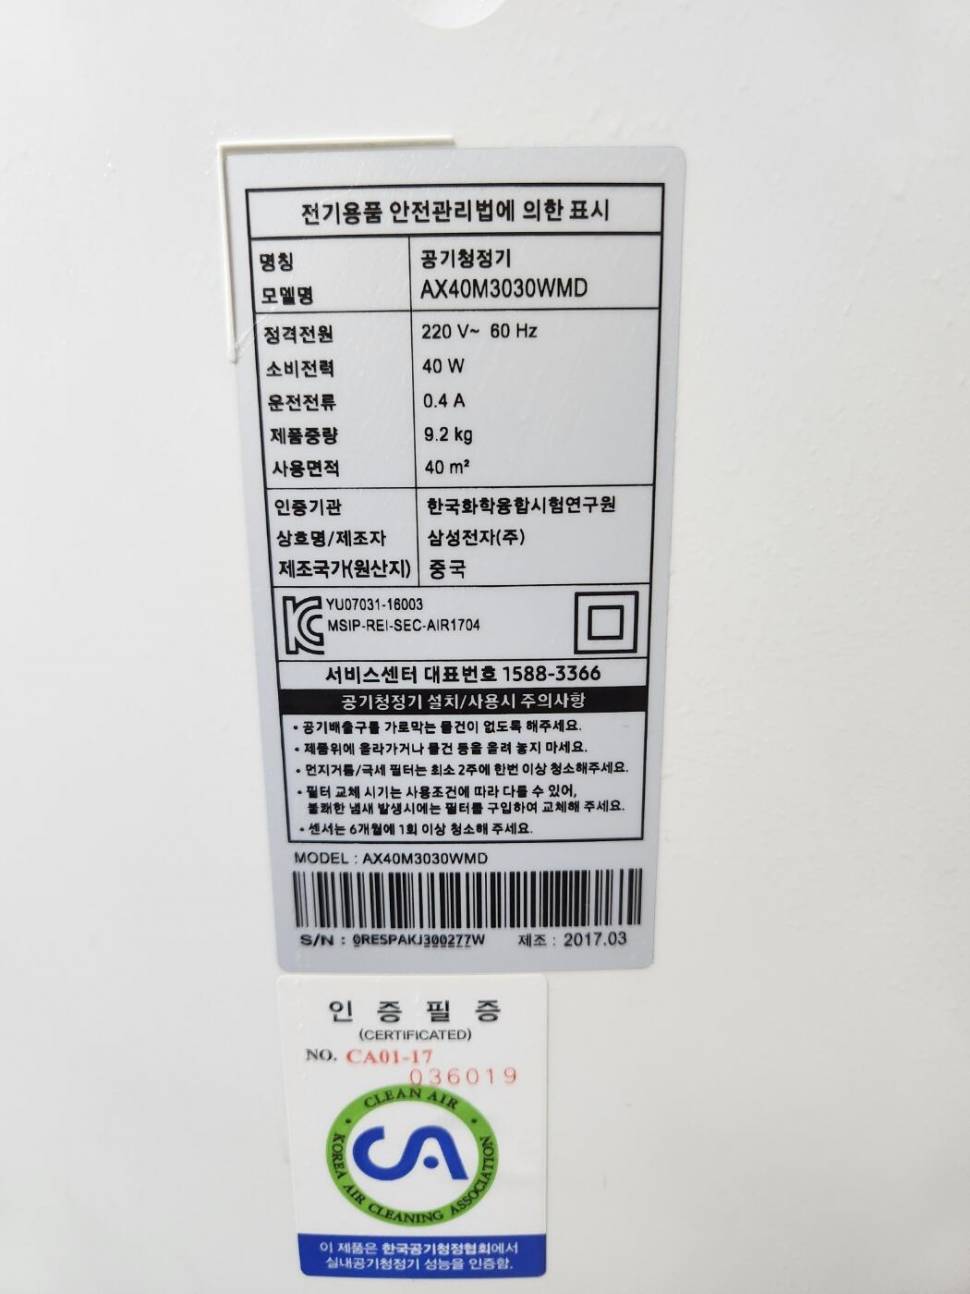 전기용품 안전관리법에 의한 표시
명칭 공기청정기
모델명 AX40M3030WMD
정격전원 220 V~ 60 Hz
소비전력 40 W
운전전류 0.4 A
제품중량 9.2 kg
사용면적 40 m²
인증기관 한국화학융합시험연구원
상호명/제조자 삼성전자(주)
제조국가(원산지) 중국
YU07031-16003
MSIP-REI-SEC-AIR1704
서비스센터 대표번호 1588-3366
공기청정기 설치/사용시 주의사항
• 공기배출구를 가로막는 물건이 없도록 해주세요.
• 제품위에 올라가거나 물건 등을 올려 놓지 마세요.
• 먼지거름/극세 필터는 최소 2주에 한번 이상 청소해주세요.
• 필터 교체 시기는 사용조건에 따라 다를 수 있어,
불쾌한 냄새 발생시에는 필터를 구입하여 교체해 주세요.
• 센서는 6개월에 1회 이상 청소해 주세요.
MODEL : AX40M3030WMD
S/N : 0RESPAKJ300277W 제조 : 2017.03
인증필증
(CERTIFICATED)
NO. CA01-17
036019
CLEAN AIR
CA
KOREA AIR CLEANING ASSOCIATION
이 제품은 한국공기청정협회에서
실내공기청정기 성능을 인증함.